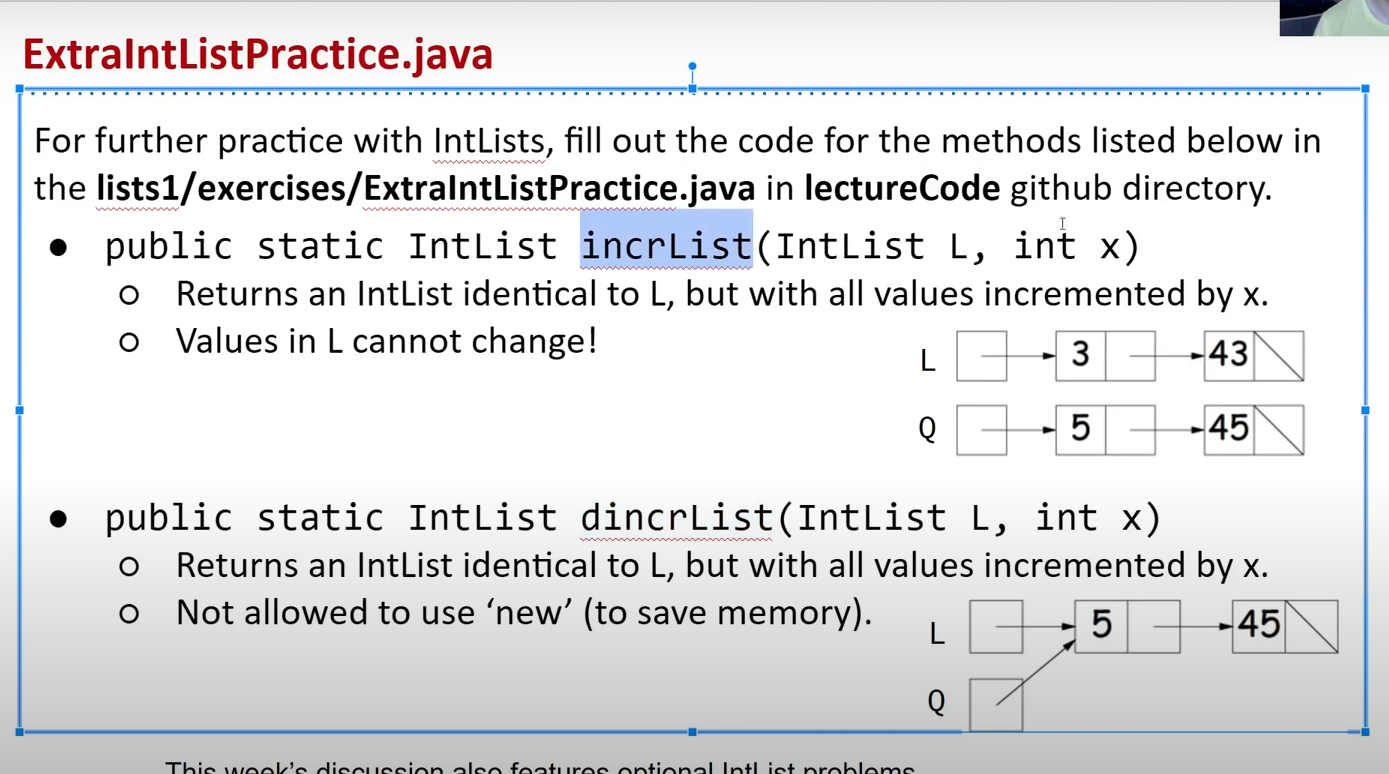 ExtraIntListPractice.java
For further practice with IntLists, fill out the code for the methods listed below in
the lists1/exercises/ExtraIntListPractice.java in lectureCode github directory.
● public static IntList incrList(IntList L, int x)
○ Returns an IntList identical to L, but with all values incremented by x.
○ Values in L cannot change!
L 3 43
Q 5 45
● public static IntList dincrList(IntList L, int x)
○ Returns an IntList identical to L, but with all values incremented by x.
○ Not allowed to use ‘new’ (to save memory).
L 5 45
Q
This week's discussion also features optional IntList problems